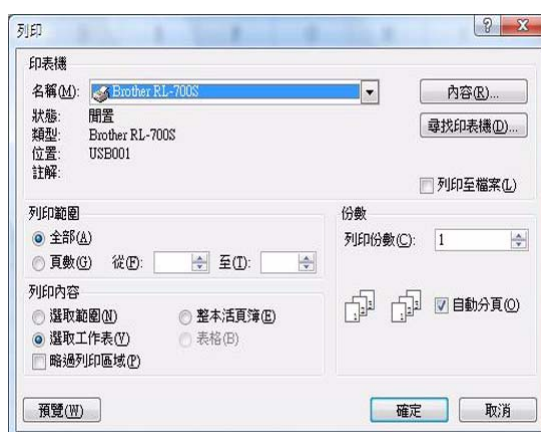 列印
印表機
名稱(M): Brother RL-700S
內容(R)...
狀態: 閒置
類型: Brother RL-700S
尋找印表機(D)...
位置: USB001
註解:
列印至檔案(L)
列印範圍
全部(A)
頁數(G) 從(F): 至(T):
份數
列印份數(C): 1
自動分頁(O)
列印內容
選取範圍(N) 整本活頁簿(E)
選取工作表(V) 表格(B)
略過列印區域(P)
預覽(W) 確定 取消